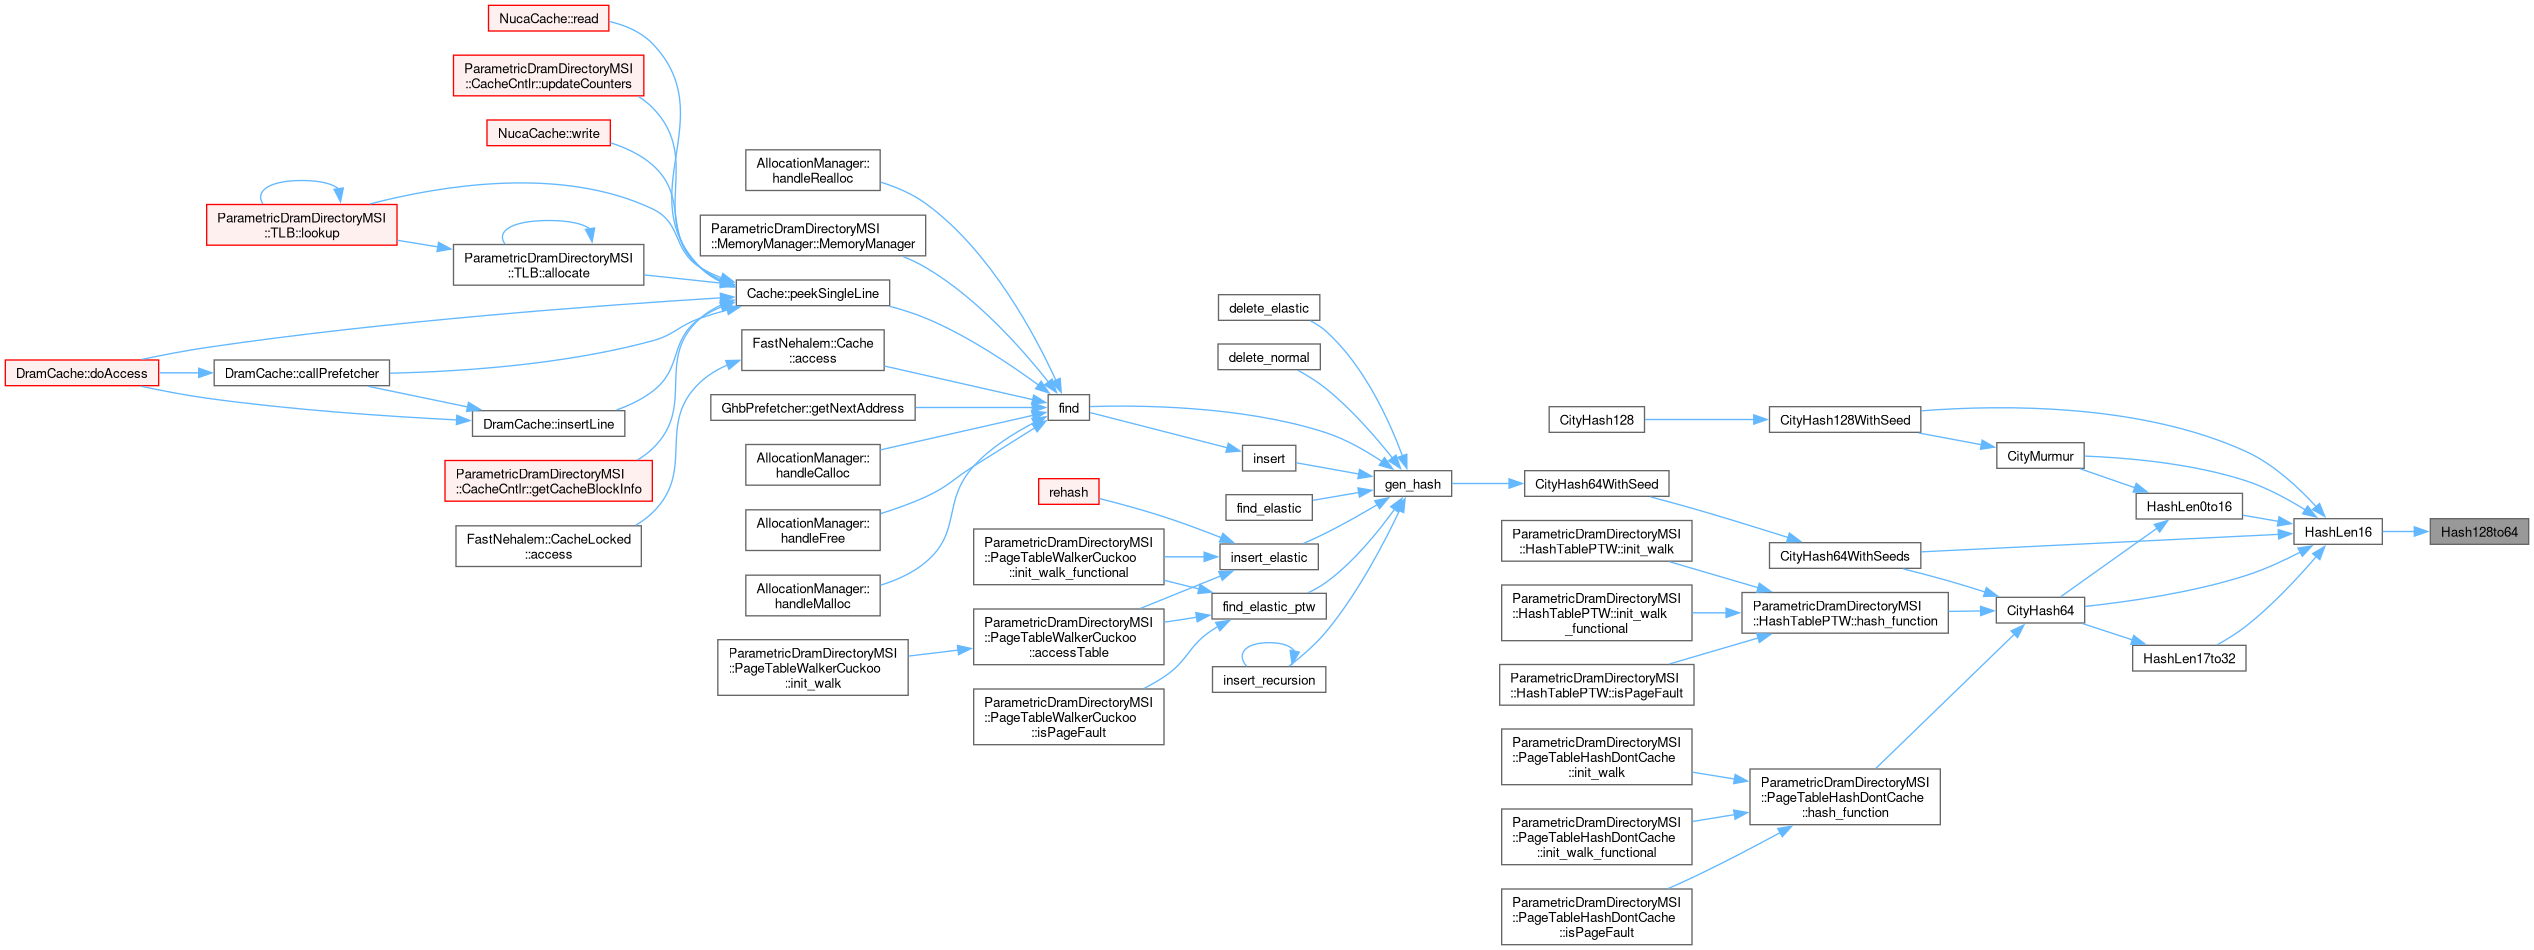 NucaCache::read
ParametricDramDirectoryMSI
::CacheCntlr::updateCounters
NucaCache::write
ParametricDramDirectoryMSI
::TLB::lookup
ParametricDramDirectoryMSI
::TLB::allocate
DramCache::doAccess
DramCache::callPrefetcher
DramCache::insertLine
ParametricDramDirectoryMSI
::CacheCntlr::getCacheBlockInfo
FastNehalem::CacheLocked
::access
AllocationManager::
handleRealloc
ParametricDramDirectoryMSI
::MemoryManager::MemoryManager
Cache::peekSingleLine
FastNehalem::Cache
::access
GhbPrefetcher::getNextAddress
AllocationManager::
handleCalloc
AllocationManager::
handleFree
AllocationManager::
handleMalloc
ParametricDramDirectoryMSI
::PageTableWalkerCuckoo
::init_walk
find
rehash
ParametricDramDirectoryMSI
::PageTableWalkerCuckoo
::init_walk_functional
ParametricDramDirectoryMSI
::PageTableWalkerCuckoo
::accessTable
ParametricDramDirectoryMSI
::PageTableWalkerCuckoo
::isPageFault
delete_elastic
delete_normal
insert
find_elastic
insert_elastic
find_elastic_ptw
insert_recursion
gen_hash
CityHash128
CityHash64WithSeed
ParametricDramDirectoryMSI
::HashTablePTW::init_walk
ParametricDramDirectoryMSI
::HashTablePTW::init_walk
_functional
ParametricDramDirectoryMSI
::HashTablePTW::isPageFault
ParametricDramDirectoryMSI
::PageTableHashDontCache
::init_walk
ParametricDramDirectoryMSI
::PageTableHashDontCache
::init_walk_functional
ParametricDramDirectoryMSI
::PageTableHashDontCache
::isPageFault
CityHash128WithSeed
CityHash64WithSeeds
ParametricDramDirectoryMSI
::HashTablePTW::hash_function
ParametricDramDirectoryMSI
::PageTableHashDontCache
::hash_function
CityMurmur
CityHash64
HashLen0to16
HashLen17to32
HashLen16
Hash128to64